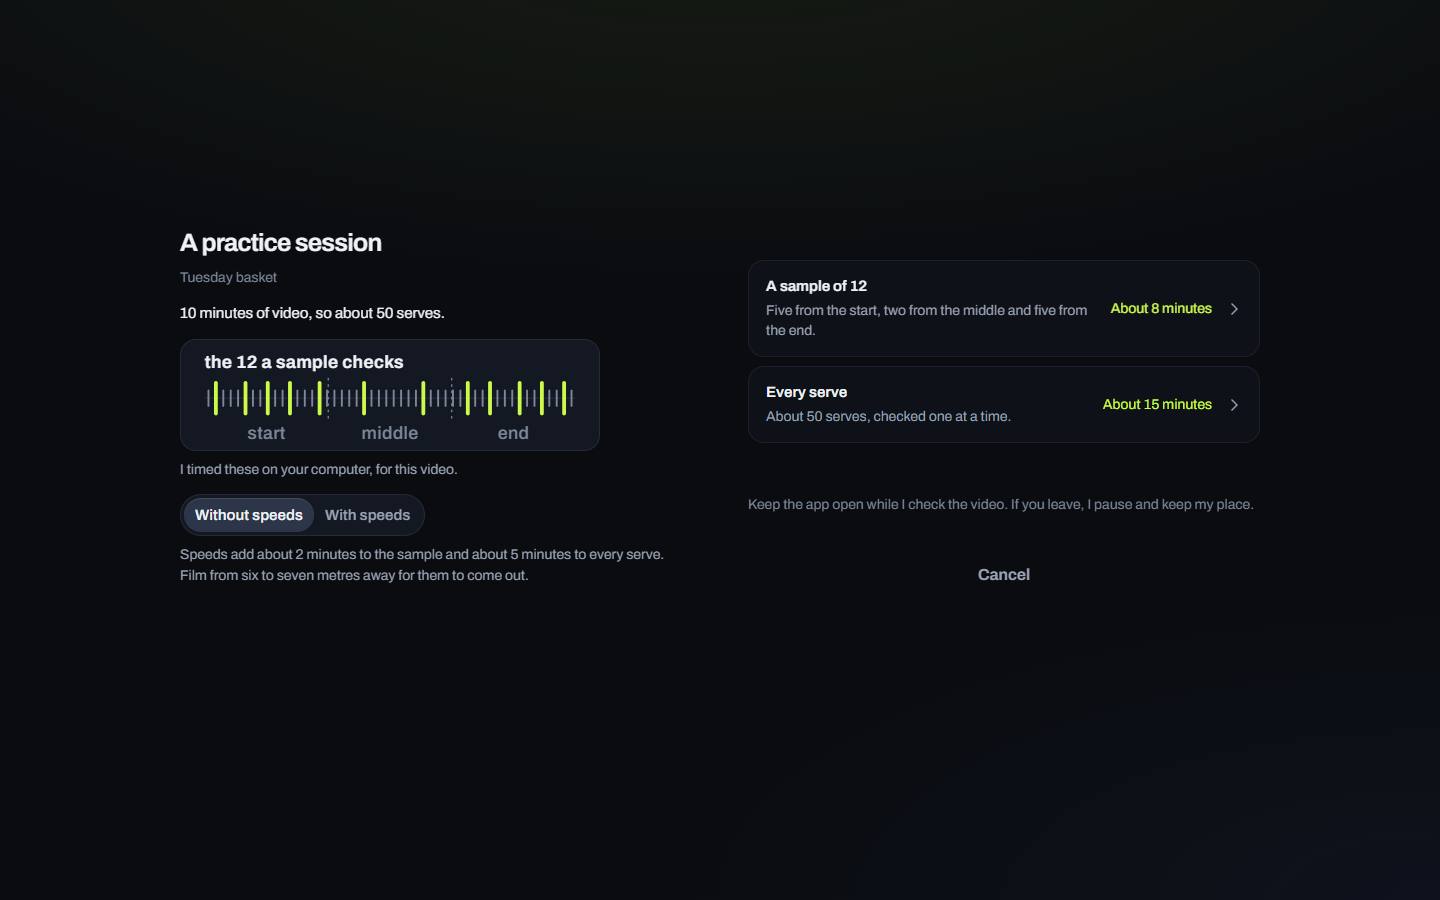 A practice session
Tuesday basket
10 minutes of video, so about 50 serves.
the 12 a sample checks
start middle end
I timed these on your computer, for this video.
Without speeds With speeds
Speeds add about 2 minutes to the sample and about 5 minutes to every serve.
Film from six to seven metres away for them to come out.
A sample of 12
Five from the start, two from the middle and five from
the end.
About 8 minutes
Every serve
About 50 serves, checked one at a time.
About 15 minutes
Keep the app open while I check the video. If you leave, I pause and keep my place.
Cancel